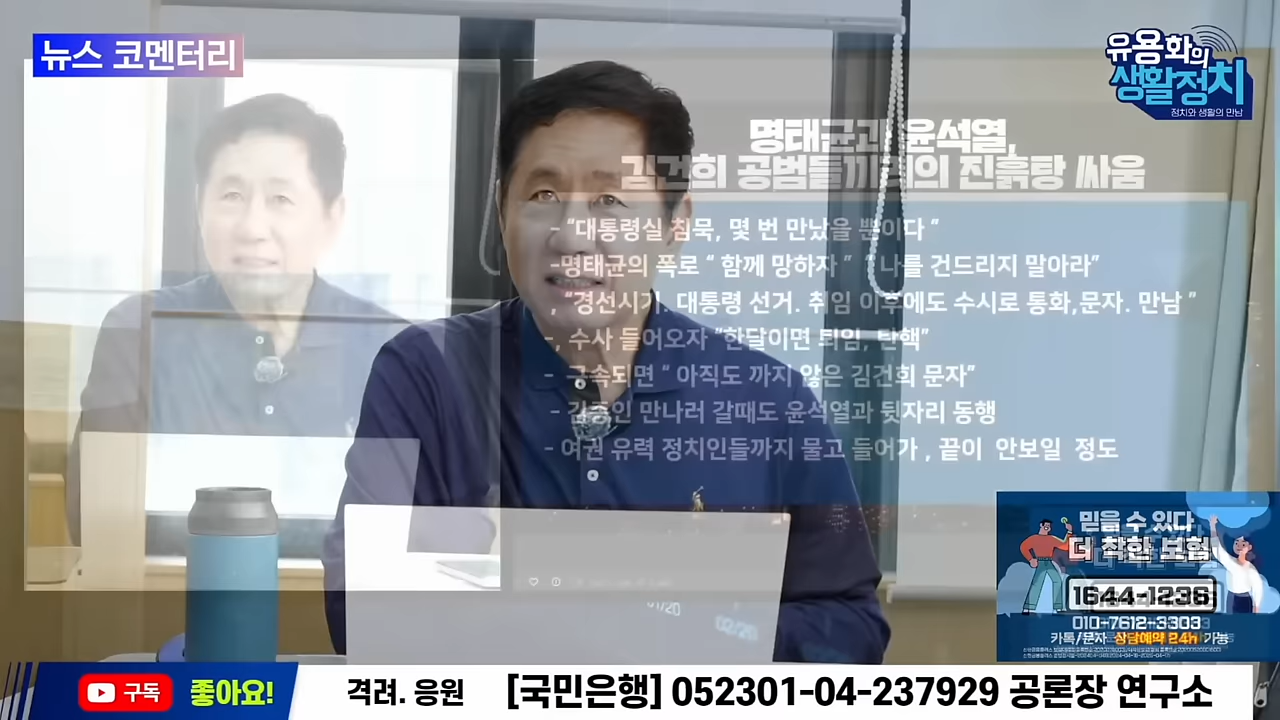 뉴스 코멘터리
유용화의
생활정치
정치와 생활의 만남
명태균과 윤석열,
김건희 공범들끼리의 진흙탕 싸움
- “대통령실 침묵, 몇 번 만났을 뿐이다 ”
-명태균의 폭로 “ 함께 망하자 ” “ 나를 건드리지 말아라”
, “경선시기. 대통령 선거. 취임 이후에도 수시로 통화,문자. 만남 ”
-, 수사 들어오자 “한달이면 퇴임, 탄핵”
- 구속되면 “ 아직도 까지 않은 김건희 문자”
- 김종인 만나러 갈때도 윤석열과 뒷자리 동행
- 여권 유력 정치인들까지 물고 들어가 , 끝이 안보일 정도
01/20
02/20
믿을 수 있다
더 착한 보험
1644-1236
010-7612-3303
카톡/문자 상담예약 24h 가능
구독 좋아요! 격려. 응원 [국민은행] 052301-04-237929 공론장 연구소